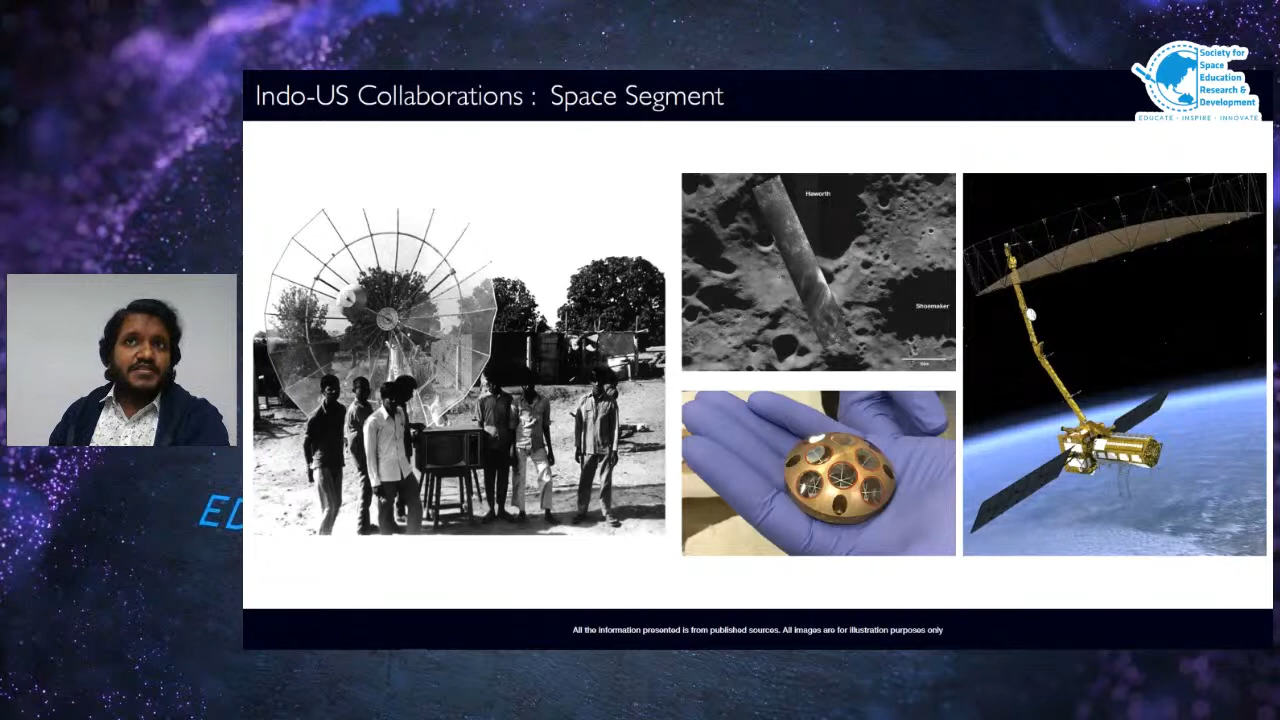 Indo-US Collaborations : Space Segment
Society for
Space
Education
Research &
Development
EDUCATE - INSPIRE - INNOVATE
Haworth
Shoemaker
ED
All the information presented is from published sources. All images are for illustration purposes only